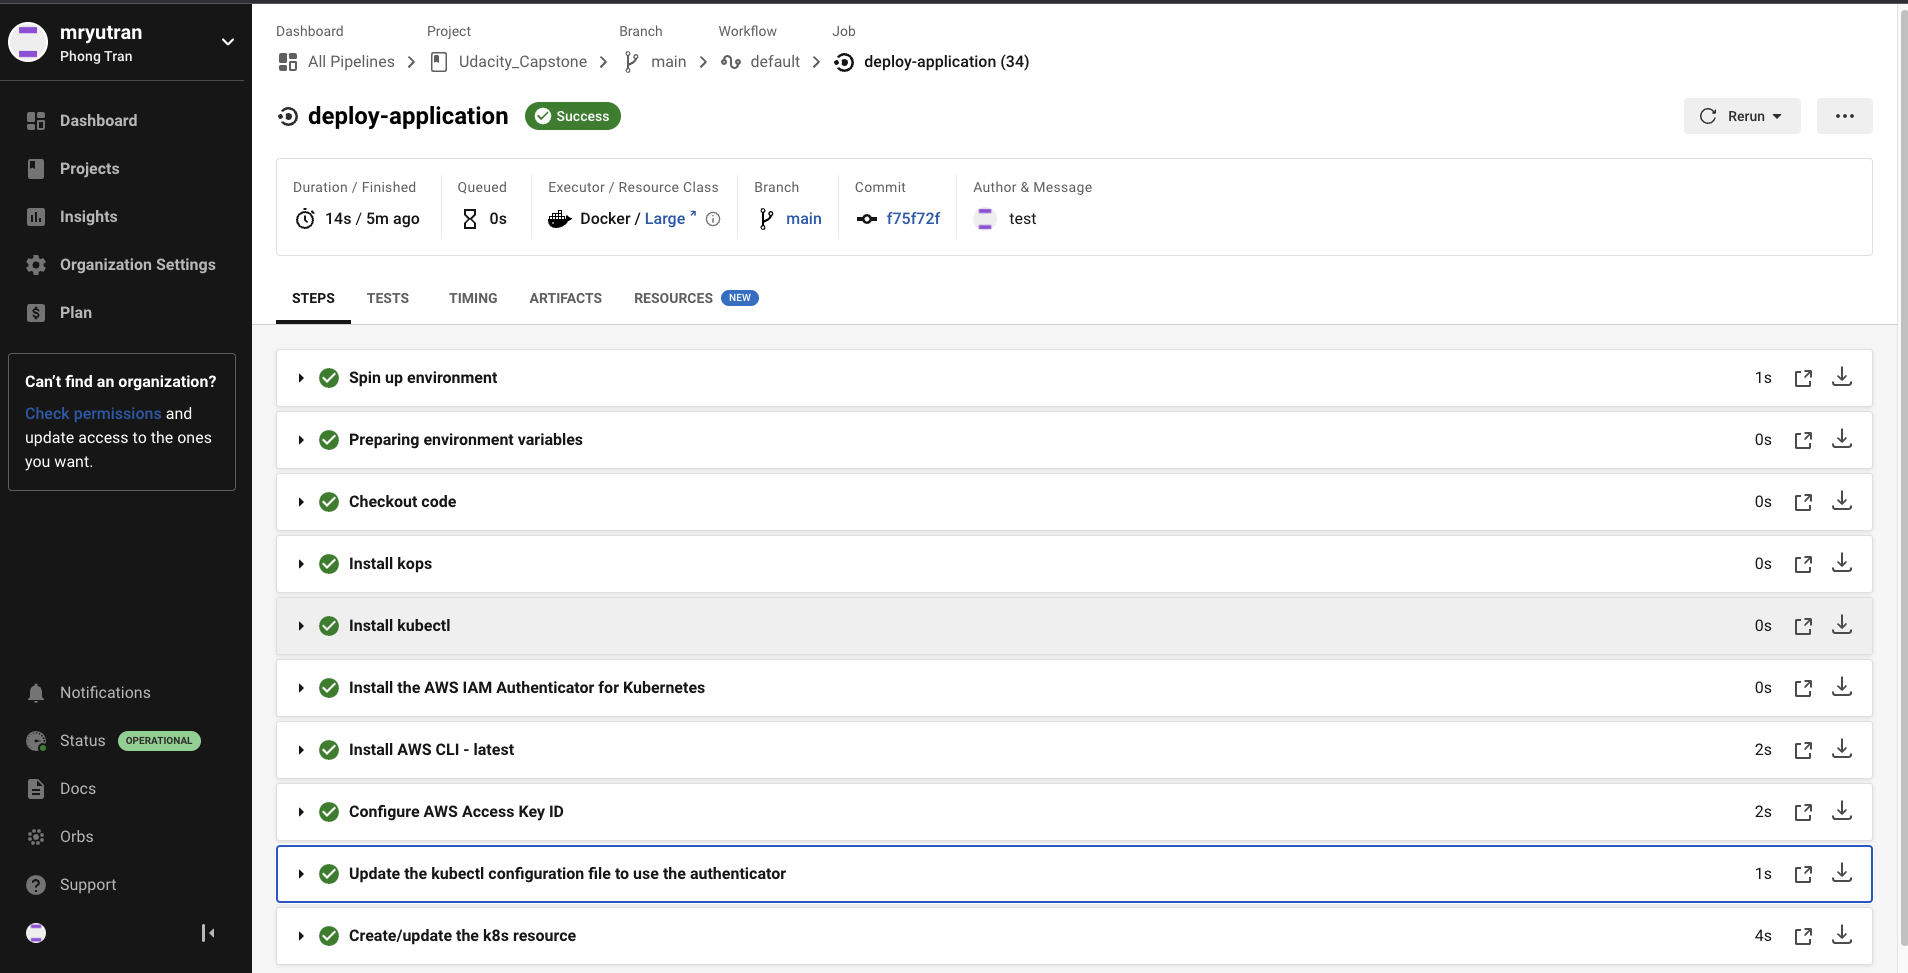 mryutran
Phong Tran
Dashboard
Projects
Insights
Organization Settings
Plan
Can't find an organization?
Check permissions and
update access to the ones
you want.
Notifications
Status OPERATIONAL
Docs
Orbs
Support
Dashboard Project Branch Workflow Job
All Pipelines Udacity_Capstone main default deploy-application (34)
deploy-application Success Rerun
Duration / Finished Queued Executor / Resource Class Branch Commit Author & Message
14s / 5m ago 0s Docker / Large main f75f72f test
STEPS TESTS TIMING ARTIFACTS RESOURCES NEW
Spin up environment 1s
Preparing environment variables 0s
Checkout code 0s
Install kops 0s
Install kubectl 0s
Install the AWS IAM Authenticator for Kubernetes 0s
Install AWS CLI - latest 2s
Configure AWS Access Key ID 2s
Update the kubectl configuration file to use the authenticator 1s
Create/update the k8s resource 4s